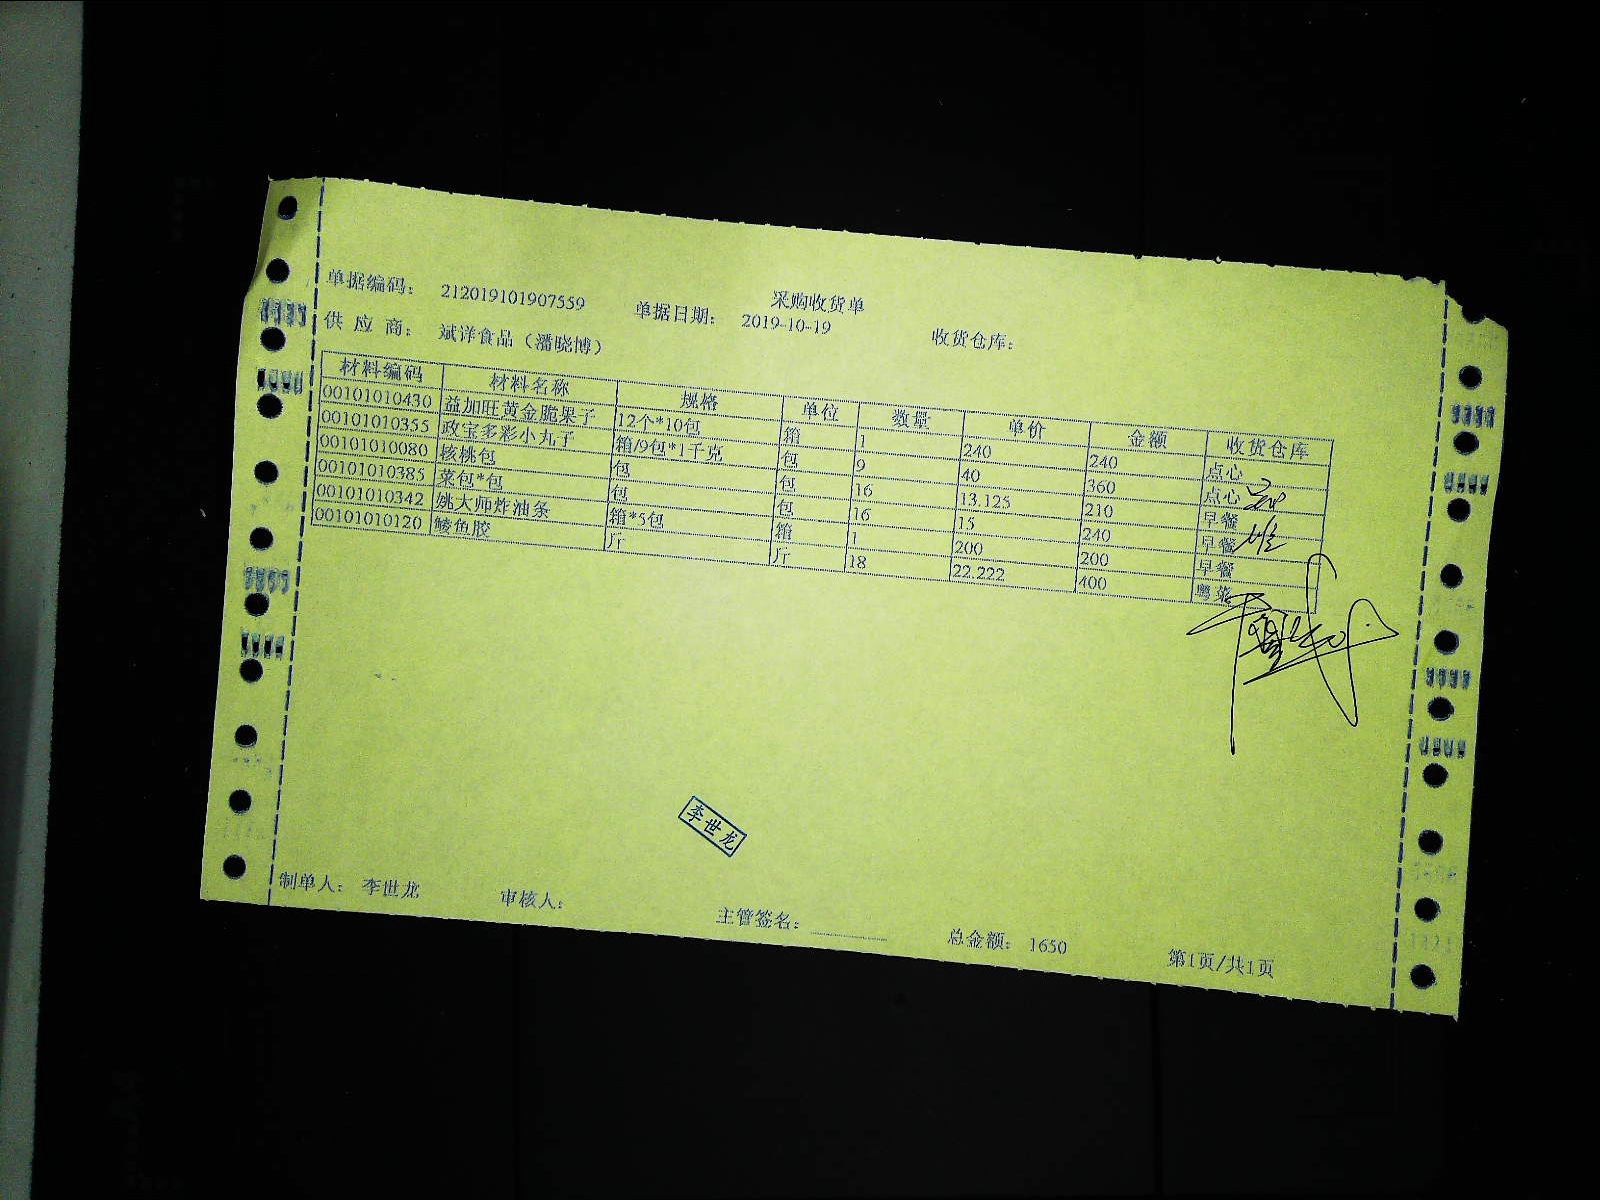 采购收货单
单据编码： 212019101907559 单据日期： 2019-10-19 收货仓库：
供 应 商： 斌洋食品（潘晓博）
材料编码 材料名称 规格 单位 数量 单价 金额 收货仓库
00101010430 益加旺黄金脆果子 12个*10包 箱 1 240 240 点心
00101010355 政宝多彩小丸子 箱/9包*1千克 包 9 40 360 点心
00101010080 核桃包 包 包 16 13.125 210 早餐
00101010385 菜包*包 包 包 16 15 240 早餐
00101010342 姚大师炸油条 箱*5包 箱 1 200 200 早餐
00101010120 鲮鱼胶 斤 斤 18 22.222 400 粤菜
李世龙
制单人： 李世龙 审核人： 主管签名： 总金额： 1650 第1页/共1页